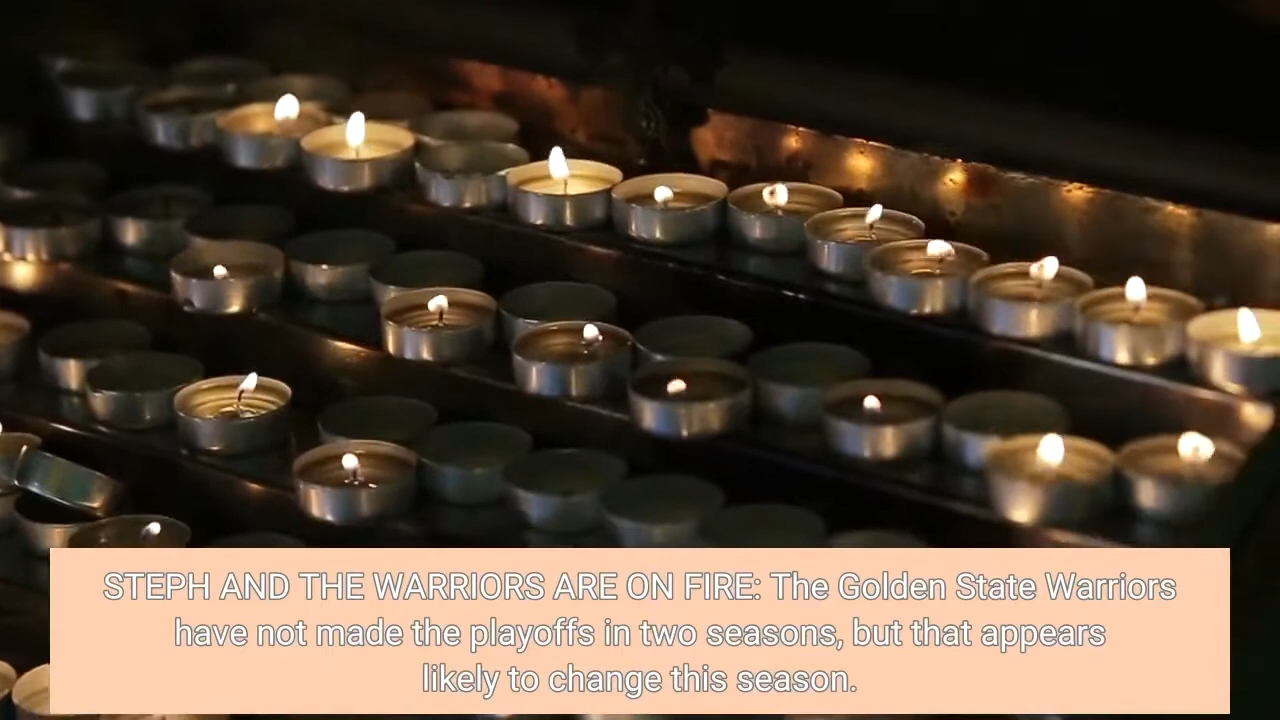 STEPH AND THE WARRIORS ARE ON FIRE: The Golden State Warriors
have not made the playoffs in two seasons, but that appears
likely to change this season.